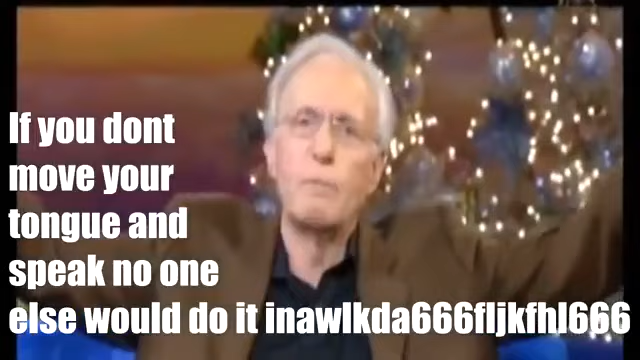 If you dont
move your
tongue and
speak no one
else would do it inawlkda666fljkfhl666